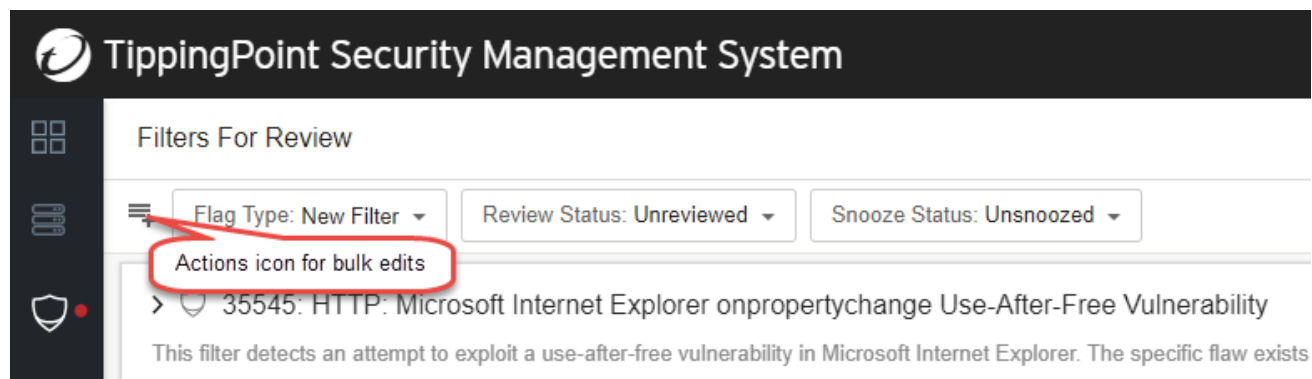 TippingPoint Security Management System
Filters For Review
Flag Type: New Filter Review Status: Unreviewed Snooze Status: Unsnoozed
Actions icon for bulk edits
35545: HTTP: Microsoft Internet Explorer onpropertychange Use-After-Free Vulnerability
This filter detects an attempt to exploit a use-after-free vulnerability in Microsoft Internet Explorer. The specific flaw exists